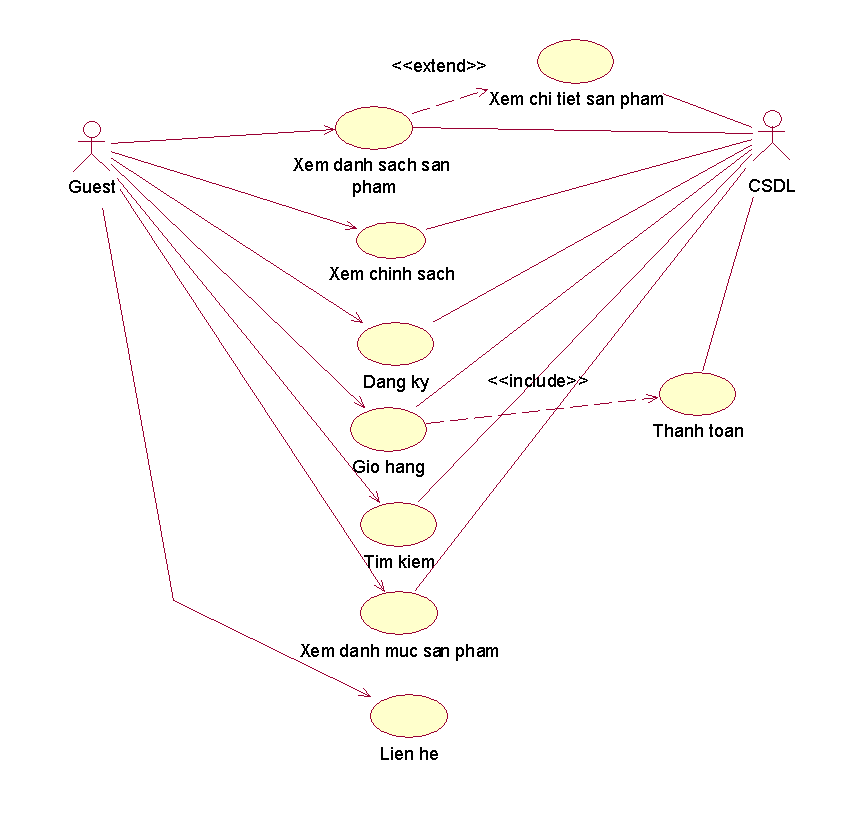 <<extend>>
Xem chi tiet san pham
Xem danh sach san
pham
Guest
CSDL
Xem chinh sach
Dang ky
<<include>>
Thanh toan
Gio hang
Tim kiem
Xem danh muc san pham
Lien he